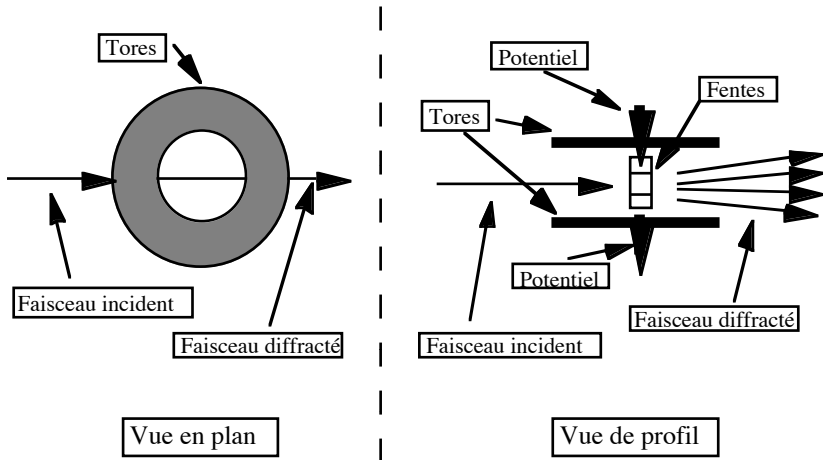 Tores
Faisceau incident
Faisceau diffracté
Vue en plan
Potentiel
Fentes
Tores
Potentiel
Faisceau diffracté
Faisceau incident
Vue de profil